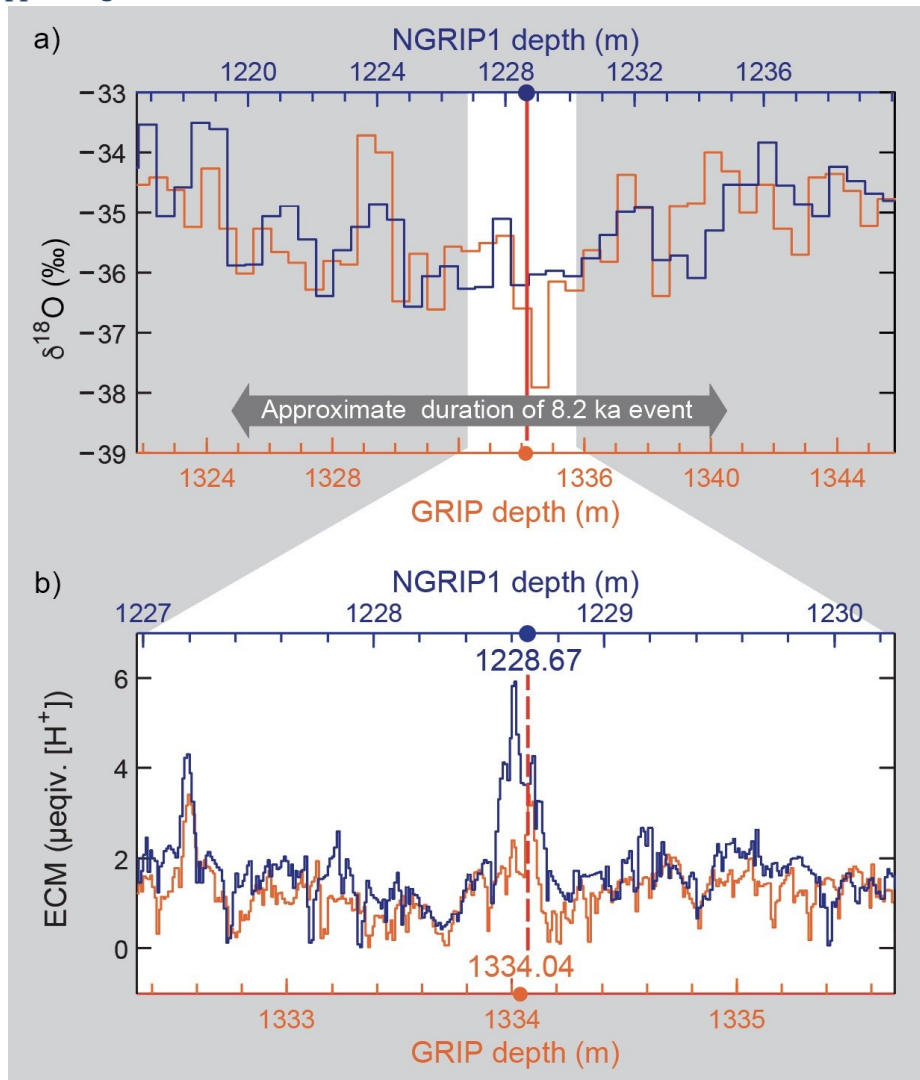 a)
NGRIP1 depth (m)
1220 1224 1228 1232 1236
−33
−34
−35
−36
−37
−38
−39
δ¹⁸O (‰)
Approximate duration of 8.2 ka event
1324 1328 1336 1340 1344
GRIP depth (m)
b)
NGRIP1 depth (m)
1227 1228 1229 1230
1228.67
6
4
2
0
ECM (µeqiv. [H⁺])
1334.04
1333 1334 1335
GRIP depth (m)